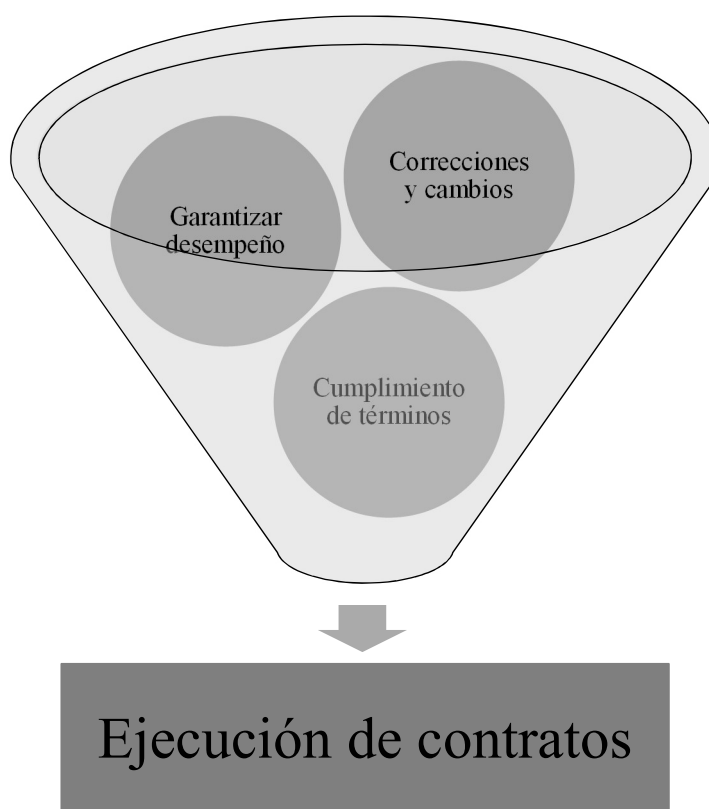 Correcciones
y cambios
Garantizar
desempeño
Cumplimiento
de términos
Ejecución de contratos